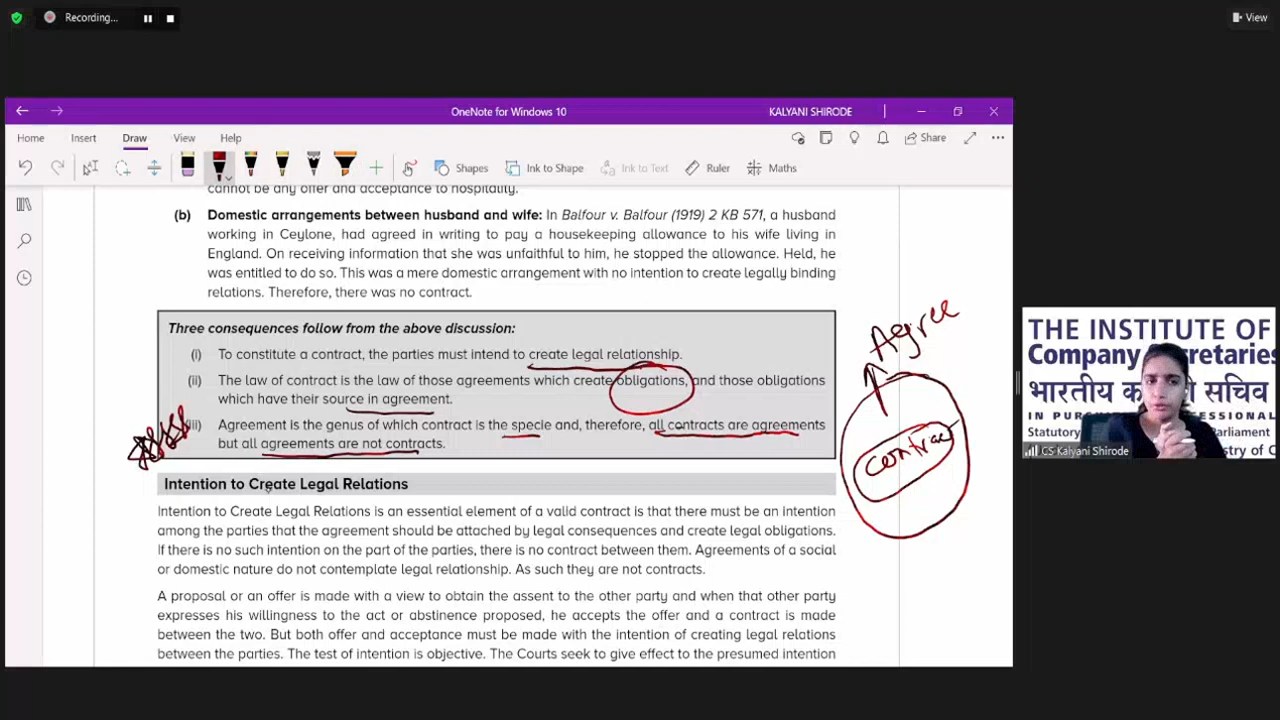 Recording...
View
OneNote for Windows 10
KALYANI SHIRODE
Home Insert Draw View Help
Share
Shapes Ink to Shape Ink to Text Ruler Maths
cannot be any offer and acceptance to hospitality.
(b) Domestic arrangements between husband and wife: In Balfour v. Balfour (1919) 2 KB 571, a husband
working in Ceylone, had agreed in writing to pay a housekeeping allowance to his wife living in
England. On receiving information that she was unfaithful to him, he stopped the allowance. Held, he
was entitled to do so. This was a mere domestic arrangement with no intention to create legally binding
relations. Therefore, there was no contract.
Three consequences follow from the above discussion:
(i) To constitute a contract, the parties must intend to create legal relationship.
(ii) The law of contract is the law of those agreements which create obligations, and those obligations
which have their source in agreement.
(iii) Agreement is the genus of which contract is the specie and, therefore, all contracts are agreements
but all agreements are not contracts.
Agree
contrac
Intention to Create Legal Relations
Intention to Create Legal Relations is an essential element of a valid contract is that there must be an intention
among the parties that the agreement should be attached by legal consequences and create legal obligations.
If there is no such intention on the part of the parties, there is no contract between them. Agreements of a social
or domestic nature do not contemplate legal relationship. As such they are not contracts.
A proposal or an offer is made with a view to obtain the assent to the other party and when that other party
expresses his willingness to the act or abstinence proposed, he accepts the offer and a contract is made
between the two. But both offer and acceptance must be made with the intention of creating legal relations
between the parties. The test of intention is objective. The Courts seek to give effect to the presumed intention
THE INSTITUTE OF
Company Secretaries
भारतीय सचिव
IN PU
Statutory Parliament
CS Kalyani Shirode